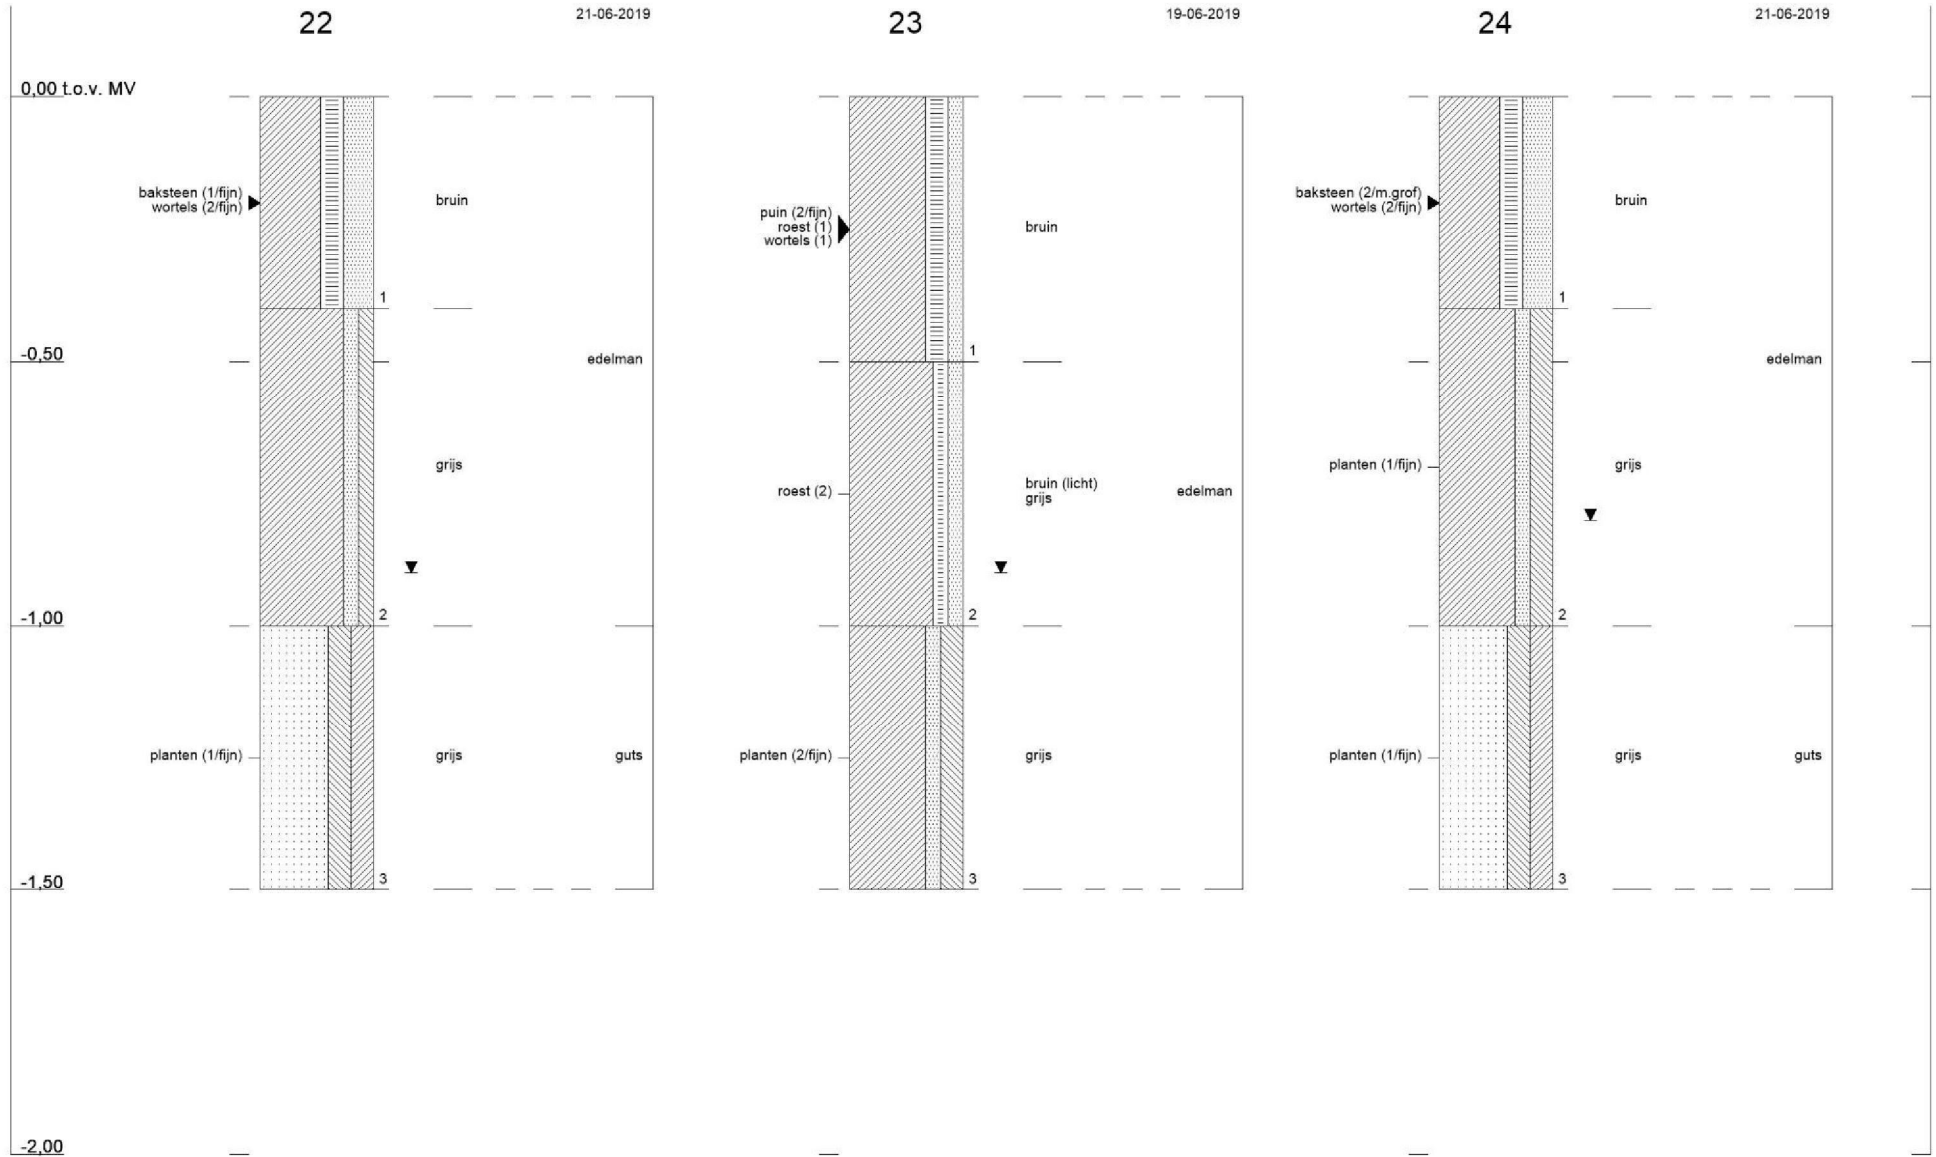 22
21-06-2019
23
19-06-2019
24
21-06-2019
0,00 t.o.v. MV
-0,50
-1,00
-1,50
-2,00
baksteen (1/fijn)
wortels (2/fijn)
bruin
1
edelman
grijs
2
planten (1/fijn)
grijs
guts
3
puin (2/fijn)
roest (1)
wortels (1)
bruin
1
roest (2)
bruin (licht)
grijs
edelman
2
planten (2/fijn)
grijs
3
baksteen (2/m.grof)
wortels (2/fijn)
bruin
1
edelman
planten (1/fijn)
grijs
2
planten (1/fijn)
grijs
guts
3